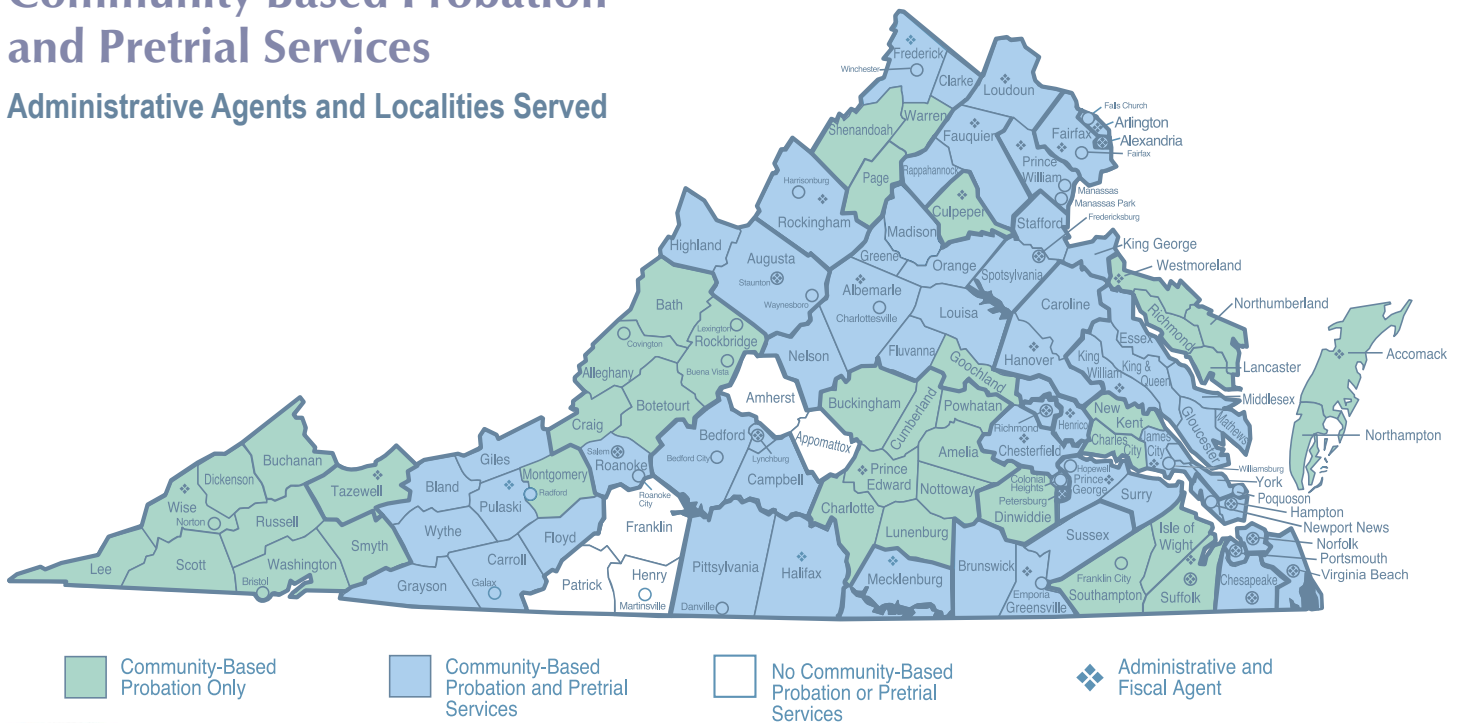 Community-Based Probation
and Pretrial Services
Administrative Agents and Localities Served
Frederick
Winchester
Clarke
Loudoun
Falls Church
Arlington
Alexandria
Fairfax
Fairfax
Shenandoah
Warren
Fauquier
Prince
William
Rappahannock
Page
Manassas
Manassas Park
Fredericksburg
Harrisonburg
Rockingham
Culpeper
Stafford
Madison
King George
Westmoreland
Highland
Augusta
Greene
Orange
Spotsylvania
Staunton
Waynesboro
Albemarle
Charlottesville
Louisa
Caroline
Richmond
Northumberland
Bath
Lexington
Rockbridge
Covington
Buena Vista
Nelson
Fluvanna
Goochland
Hanover
Essex
King
William
King &
Queen
Lancaster
Accomack
Alleghany
Botetourt
Amherst
Buckingham
Cumberland
Powhatan
Middlesex
Northampton
Craig
Bedford
Bedford City
Lynchburg
Appomattox
Amelia
Richmond
Henrico
Chesterfield
New
Kent
Charles
City
James
City
Gloucester
Mathews
Williamsburg
York
Poquoson
Hampton
Newport News
Norfolk
Portsmouth
Virginia Beach
Giles
Salem
Roanoke
Roanoke
City
Campbell
Prince
Edward
Nottoway
Colonial
Heights
Petersburg
Dinwiddie
Hopewell
Prince
George
Surry
Buchanan
Dickenson
Tazewell
Bland
Pulaski
Montgomery
Radford
Franklin
Charlotte
Lunenburg
Sussex
Isle of
Wight
Wise
Norton
Russell
Smyth
Wythe
Floyd
Carroll
Pittsylvania
Halifax
Mecklenburg
Brunswick
Emporia
Greensville
Franklin City
Southampton
Suffolk
Chesapeake
Lee
Scott
Washington
Bristol
Grayson
Galax
Patrick
Henry
Martinsville
Danville
Community-Based
Probation Only
Community-Based
Probation and Pretrial
Services
No Community-Based
Probation or Pretrial
Services
Administrative and
Fiscal Agent